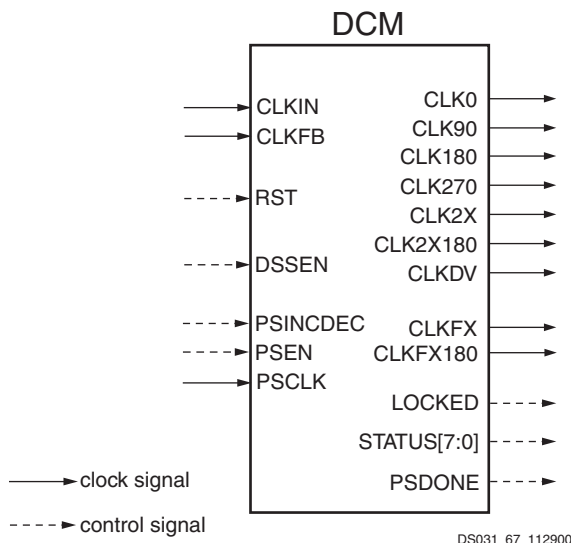 DCM
CLKIN
CLKFB
RST
DSSEN
PSINCDEC
PSEN
PSCLK
CLK0
CLK90
CLK180
CLK270
CLK2X
CLK2X180
CLKDV
CLKFX
CLKFX180
LOCKED
STATUS[7:0]
PSDONE
clock signal
control signal
DS031_67_112900